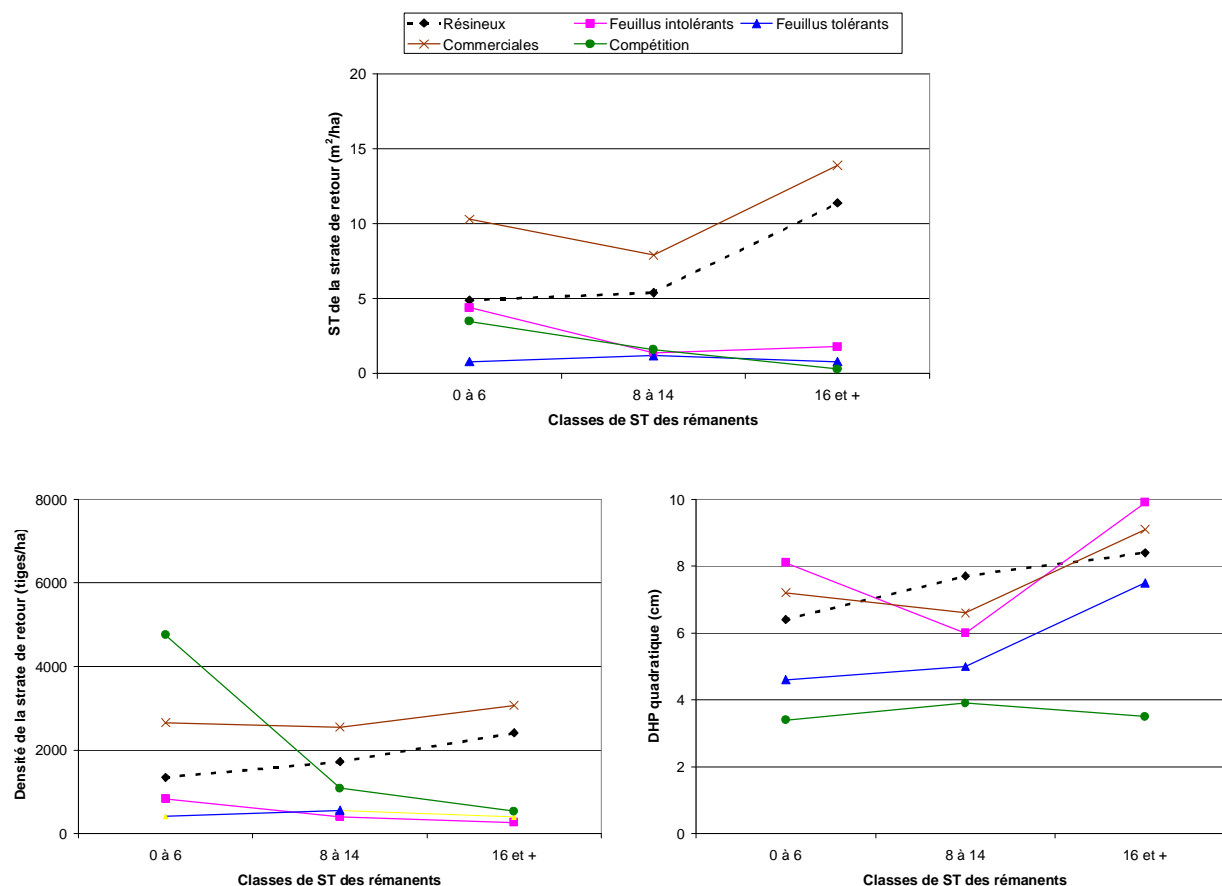 Résineux Feuillus intolérants Feuillus tolérants
Commerciales Compétition
ST de la strate de retour (m²/ha)
20
15
10
5
0
0 à 6 8 à 14 16 et +
Classes de ST des rémanents
Densité de la strate de retour (tiges/ha)
8000
6000
4000
2000
0
0 à 6 8 à 14 16 et +
Classes de ST des rémanents
DHP quadratique (cm)
10
8
6
4
2
0
0 à 6 8 à 14 16 et +
Classes de ST des rémanents